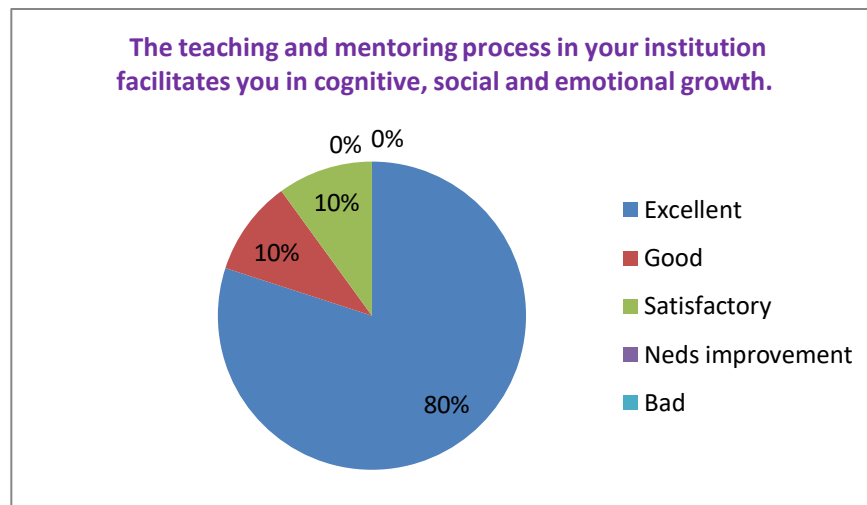 The teaching and mentoring process in your institution
facilitates you in cognitive, social and emotional growth.
0% 0%
10%
10%
80%
Excellent
Good
Satisfactory
Neds improvement
Bad